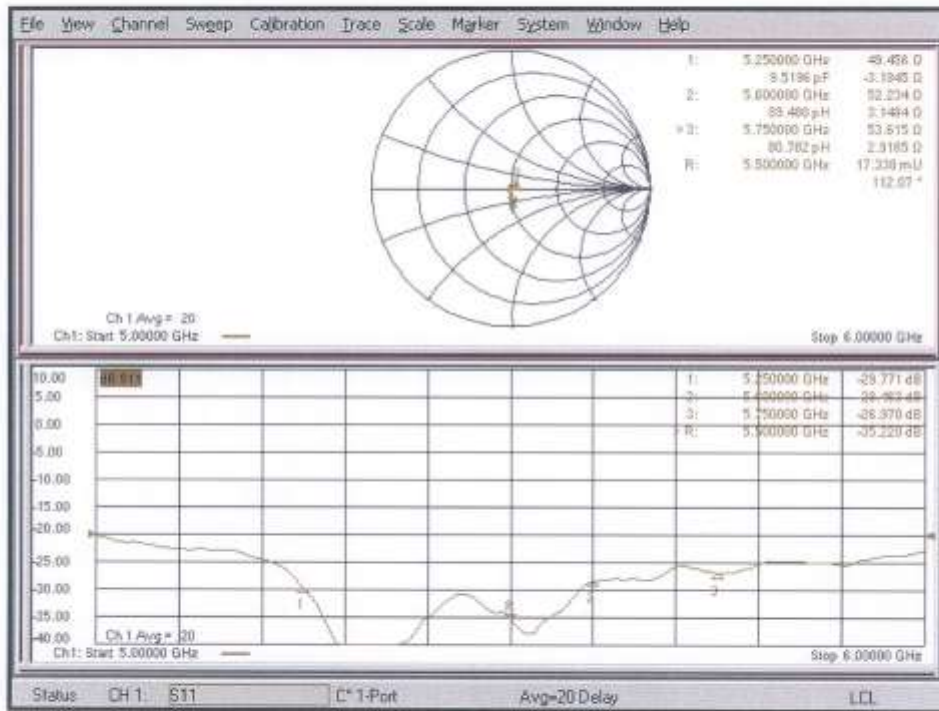 File View Channel Sweep Calibration Trace Scale Marker System Window Help
1: 5.250000 GHz 49.456 Ω
9.5196 pF -3.1845 Ω
2: 5.600000 GHz 52.234 Ω
89.480 pH 3.1484 Ω
> 3: 5.750000 GHz 53.615 Ω
80.782 pH 2.9185 Ω
R: 5.500000 GHz 17.338 mU
112.07 °
Ch 1 Avg = 20
Ch1: Start 5.00000 GHz
Stop 6.00000 GHz
10.00
1: 5.250000 GHz -29.771 dB
5.00
2:
3: 5.750000 GHz -26.970 dB
0.00
> R: 5.500000 GHz -35.220 dB
-5.00
-10.00
-15.00
-20.00
-25.00
-30.00
1
2
3
R
-35.00
-40.00
Ch 1 Avg = 20
Ch1: Start 5.00000 GHz
Stop 6.00000 GHz
Status CH 1: S11 C* 1-Port Avg=20 Delay LCL